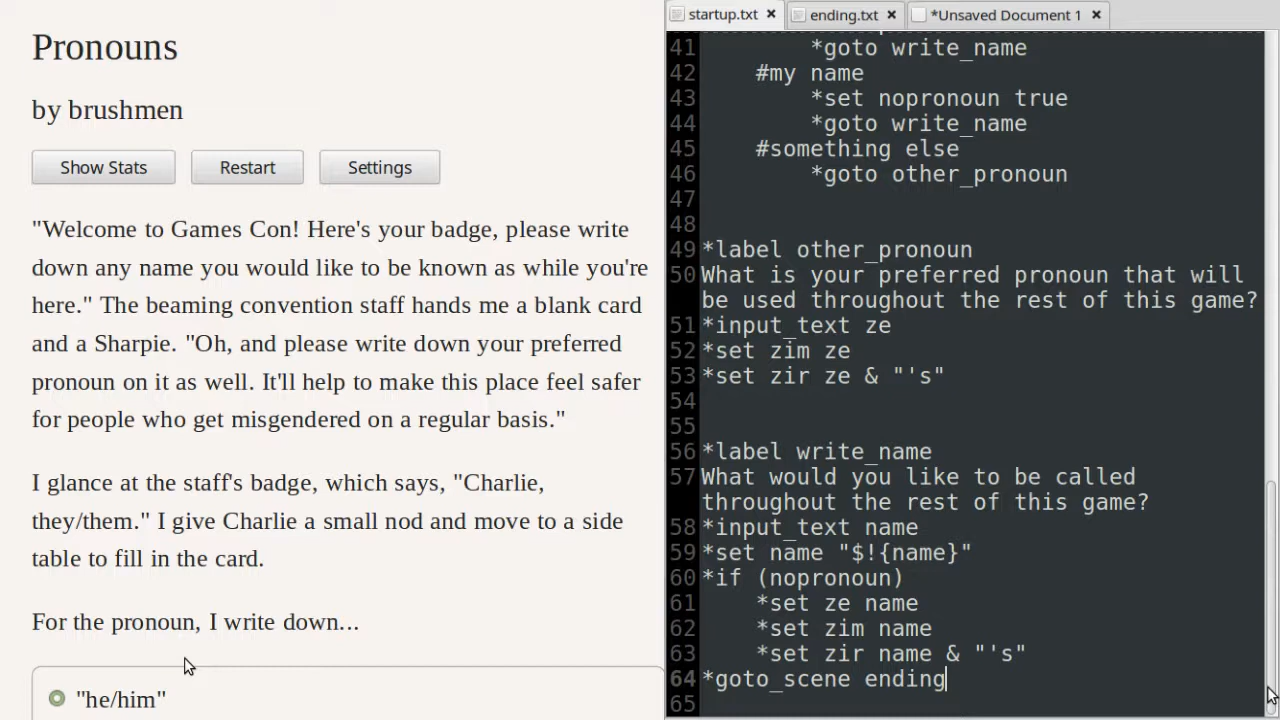 Pronouns
by brushmen
Show Stats Restart Settings
"Welcome to Games Con! Here's your badge, please write
down any name you would like to be known as while you're
here." The beaming convention staff hands me a blank card
and a Sharpie. "Oh, and please write down your preferred
pronoun on it as well. It'll help to make this place feel safer
for people who get misgendered on a regular basis."
I glance at the staff's badge, which says, "Charlie,
they/them." I give Charlie a small nod and move to a side
table to fill in the card.
For the pronoun, I write down...
"he/him"
startup.txt ending.txt *Unsaved Document 1
41 *goto write_name
42 #my name
43 *set nopronoun true
44 *goto write_name
45 #something else
46 *goto other_pronoun
47
48
49 *label other_pronoun
50 What is your preferred pronoun that will
be used throughout the rest of this game?
51 *input_text ze
52 *set zim ze
53 *set zir ze & "'s"
54
55
56 *label write_name
57 What would you like to be called
throughout the rest of this game?
58 *input_text name
59 *set name "$!{name}"
60 *if (nopronoun)
61 *set ze name
62 *set zim name
63 *set zir name & "'s"
64 *goto_scene ending
65